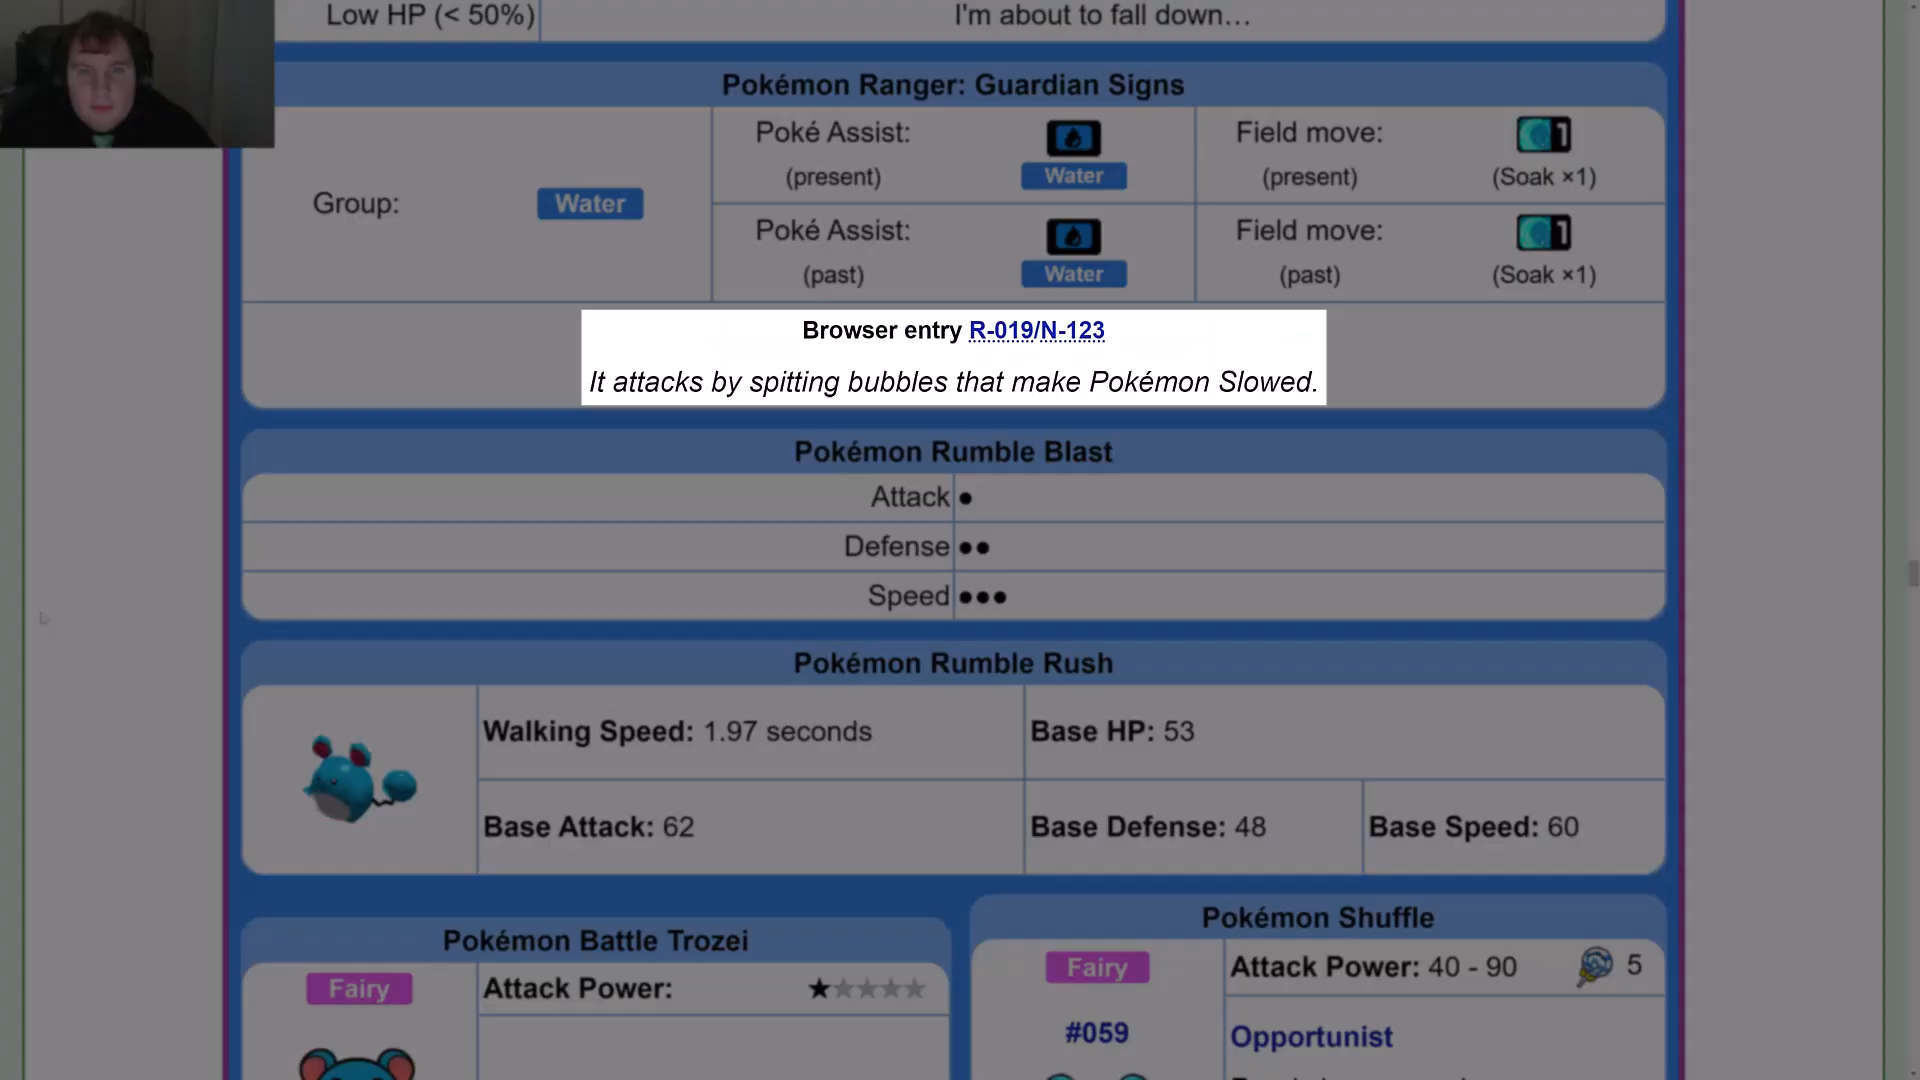 Low HP (< 50%) I'm about to fall down…
Pokémon Ranger: Guardian Signs
Group: Water
Poké Assist: (present) Water
Field move: (present) 1 (Soak ×1)
Poké Assist: (past) Water
Field move: (past) 1 (Soak ×1)
Browser entry R-019/N-123
It attacks by spitting bubbles that make Pokémon Slowed.
Pokémon Rumble Blast
Attack ●
Defense ●●
Speed ●●●
Pokémon Rumble Rush
Walking Speed: 1.97 seconds
Base HP: 53
Base Attack: 62
Base Defense: 48
Base Speed: 60
Pokémon Battle Trozei
Fairy
Attack Power: ★★★★★
Pokémon Shuffle
Fairy
Attack Power: 40 - 90 5
#059
Opportunist